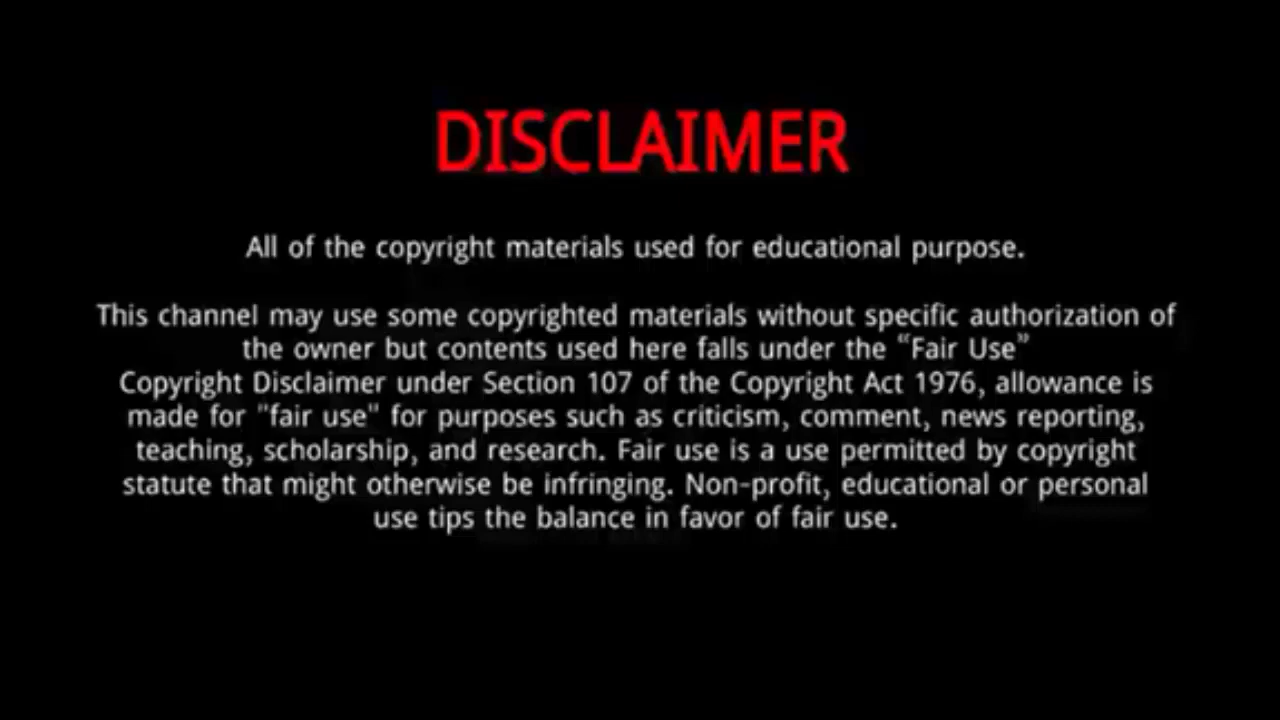 DISCLAIMER
All of the copyright materials used for educational purpose.
This channel may use some copyrighted materials without specific authorization of
the owner but contents used here falls under the “Fair Use”
Copyright Disclaimer under Section 107 of the Copyright Act 1976, allowance is
made for "fair use" for purposes such as criticism, comment, news reporting,
teaching, scholarship, and research. Fair use is a use permitted by copyright
statute that might otherwise be infringing. Non-profit, educational or personal
use tips the balance in favor of fair use.